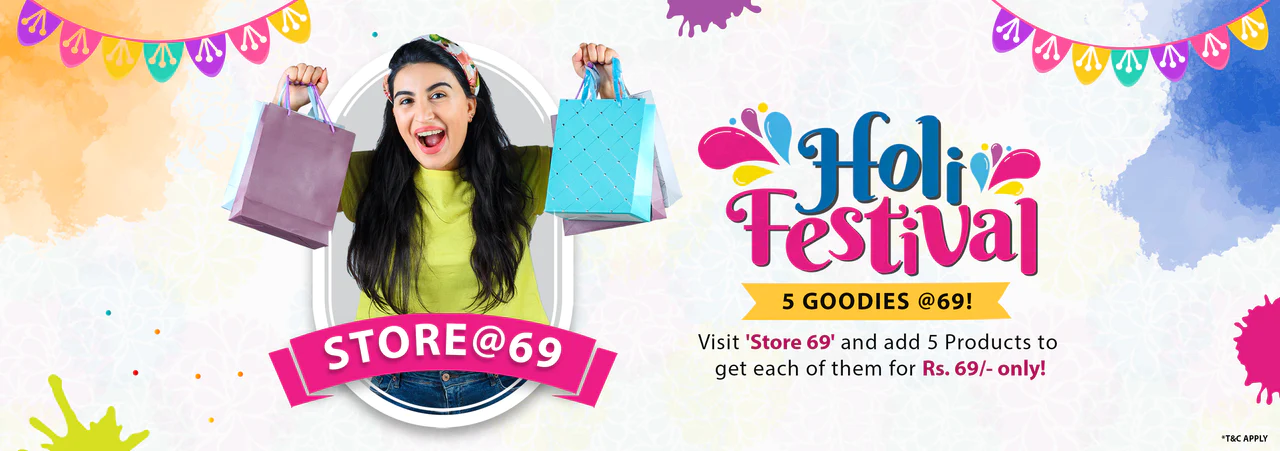 STORE@69
Holi
Festival
5 GOODIES @69!
Visit 'Store 69' and add 5 Products to
get each of them for Rs. 69/- only!
*T&C APPLY